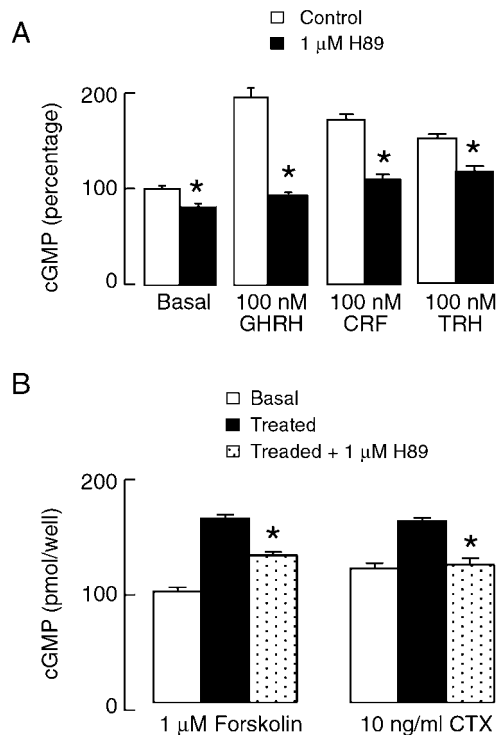 A
Control
1 μM H89
cGMP (percentage)
200
100
0
*
*
*
*
Basal
100 nM
GHRH
100 nM
CRF
100 nM
TRH
B
Basal
Treated
Treaded + 1 μM H89
cGMP (pmol/well)
200
100
0
*
*
1 μM Forskolin
10 ng/ml CTX